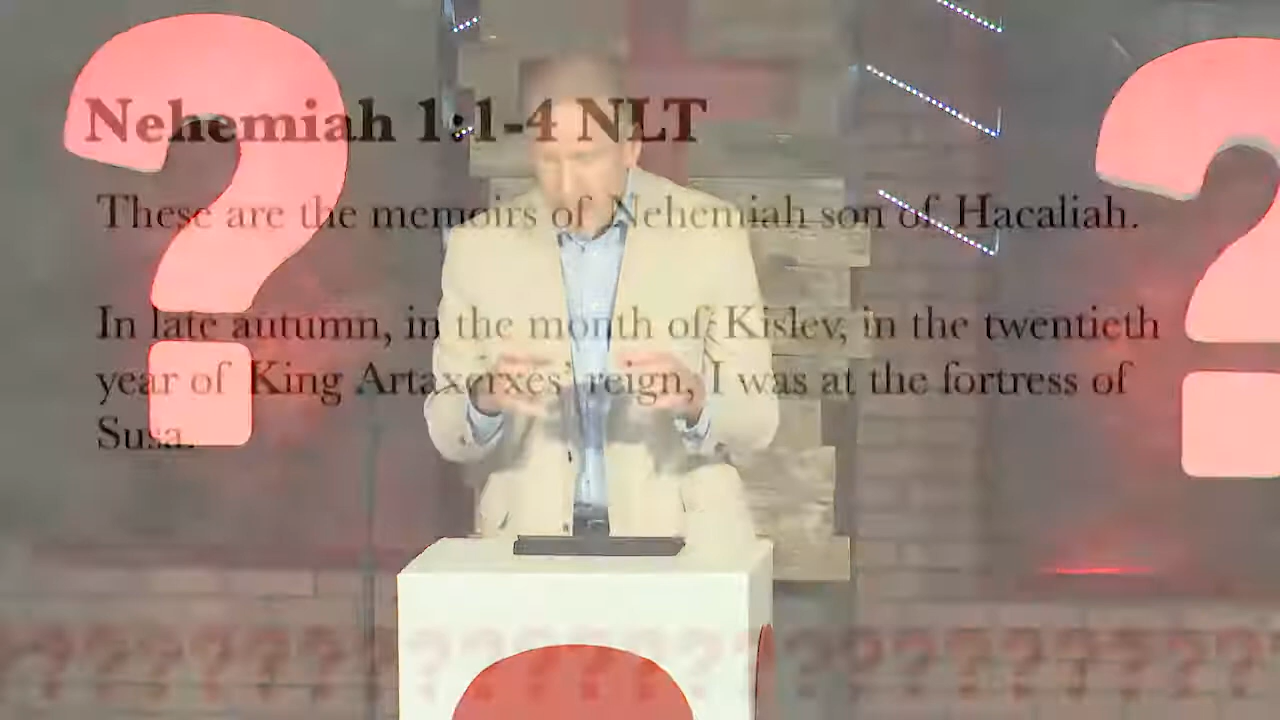 Nehemiah 1:1-4 NLT
These are the memoirs of Nehemiah son of Hacaliah.
In late autumn, in the month of Kislev, in the twentieth
year of King Artaxerxes' reign, I was at the fortress of
Susa.
? ?
????????????????????????